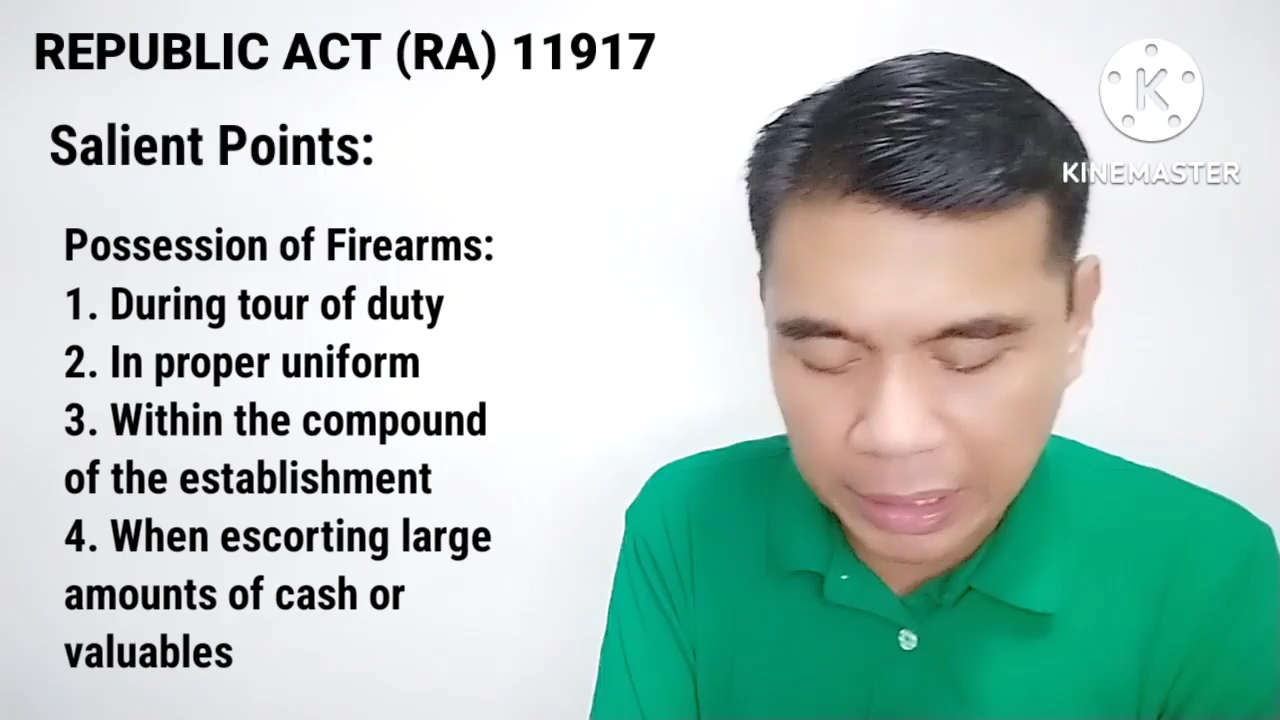 REPUBLIC ACT (RA) 11917
Salient Points:
Possession of Firearms:
1. During tour of duty
2. In proper uniform
3. Within the compound
of the establishment
4. When escorting large
amounts of cash or
valuables
K
KINEMASTER